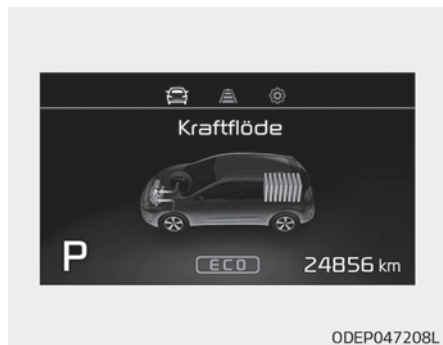 Kraftflöde
P
ECO
24856 km
ODEP047208L